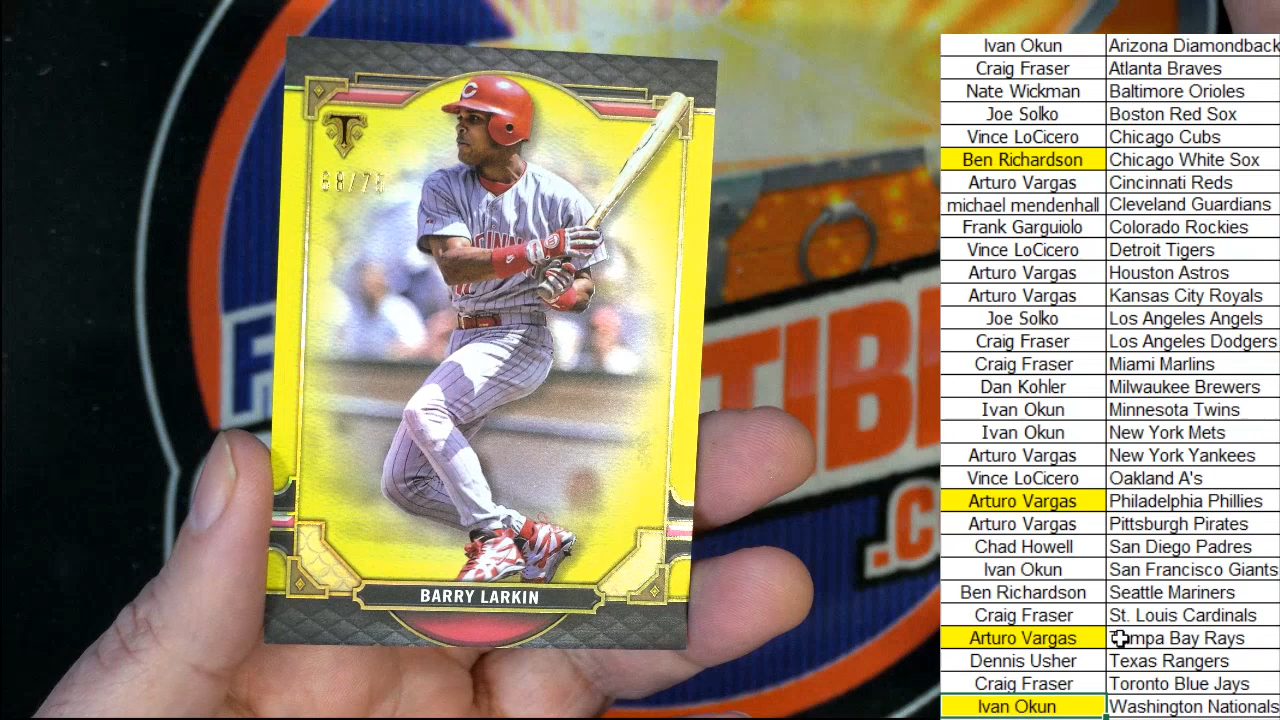 T
68/75
C
CINN
BARRY LARKIN
F
TIB
.C
Ivan Okun Arizona Diamondback
Craig Fraser Atlanta Braves
Nate Wickman Baltimore Orioles
Joe Solko Boston Red Sox
Vince LoCicero Chicago Cubs
Ben Richardson Chicago White Sox
Arturo Vargas Cincinnati Reds
michael mendenhall Cleveland Guardians
Frank Garguiolo Colorado Rockies
Vince LoCicero Detroit Tigers
Arturo Vargas Houston Astros
Arturo Vargas Kansas City Royals
Joe Solko Los Angeles Angels
Craig Fraser Los Angeles Dodgers
Craig Fraser Miami Marlins
Dan Kohler Milwaukee Brewers
Ivan Okun Minnesota Twins
Ivan Okun New York Mets
Arturo Vargas New York Yankees
Vince LoCicero Oakland A's
Arturo Vargas Philadelphia Phillies
Arturo Vargas Pittsburgh Pirates
Chad Howell San Diego Padres
Ivan Okun San Francisco Giants
Ben Richardson Seattle Mariners
Craig Fraser St. Louis Cardinals
Arturo Vargas Tampa Bay Rays
Dennis Usher Texas Rangers
Craig Fraser Toronto Blue Jays
Ivan Okun Washington Nationals